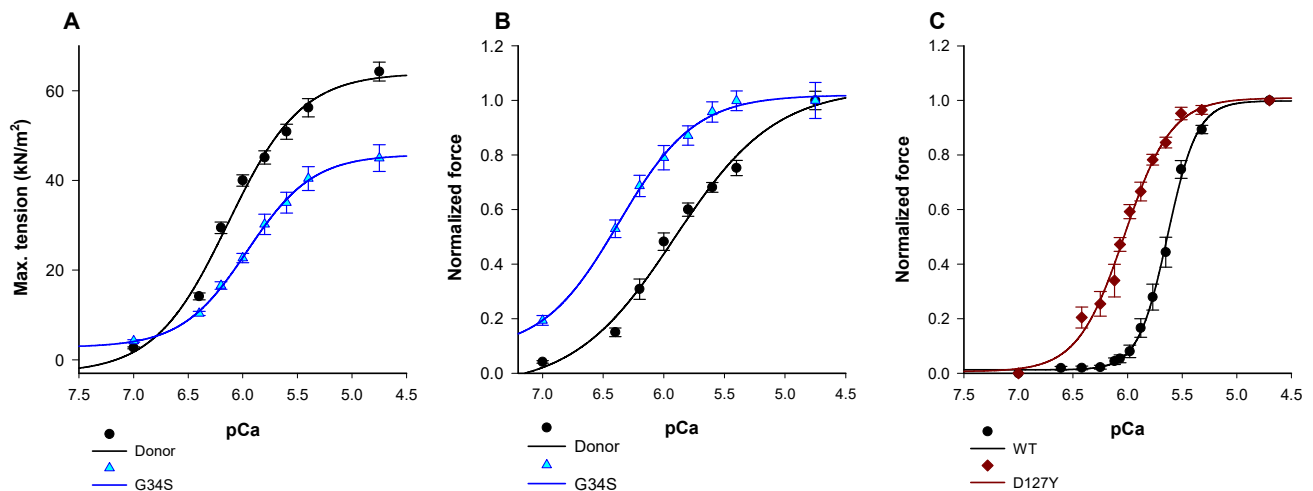 A
Max. tension (kN/m²)
60
40
20
0
7.5 7.0 6.5 6.0 5.5 5.0 4.5
pCa
Donor
G34S
B
Normalized force
1.2
1.0
0.8
0.6
0.4
0.2
0.0
7.0 6.5 6.0 5.5 5.0 4.5
pCa
Donor
G34S
C
Normalized force
1.2
1.0
0.8
0.6
0.4
0.2
0.0
7.5 7.0 6.5 6.0 5.5 5.0 4.5
pCa
WT
D127Y